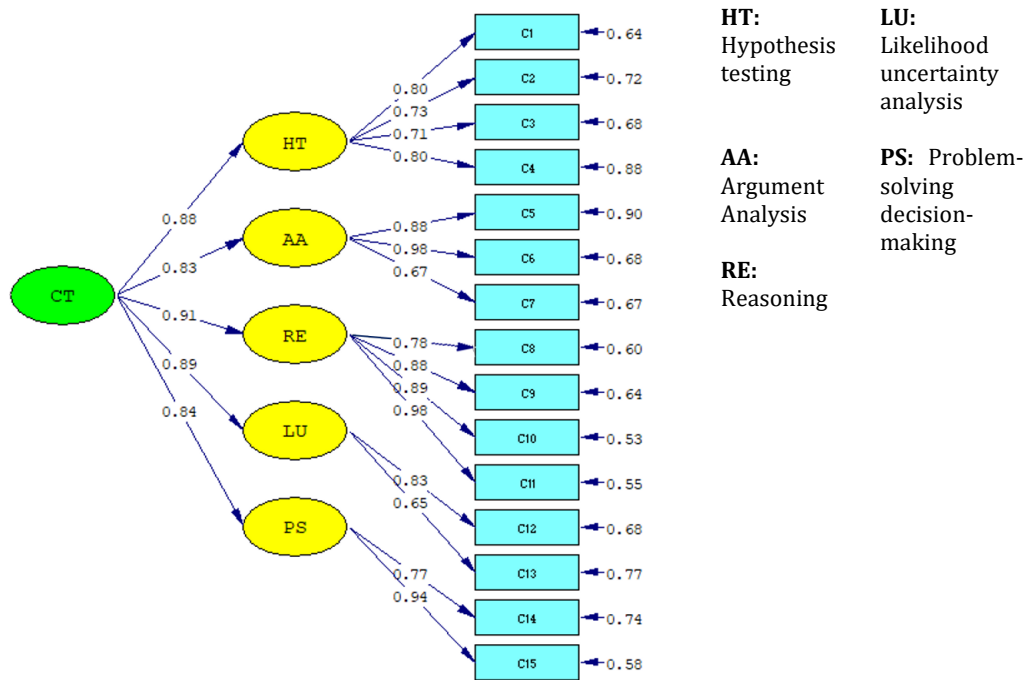 C1
0.64
C2
0.72
C3
0.68
C4
0.88
C5
0.90
C6
0.68
C7
0.67
C8
0.60
C9
0.64
C10
0.53
C11
0.55
C12
0.68
C13
0.77
C14
0.74
C15
0.58
0.80
0.73
0.71
0.80
0.88
0.98
0.67
0.78
0.88
0.89
0.98
0.83
0.65
0.77
0.94
HT
AA
RE
LU
PS
0.88
0.83
0.91
0.89
0.84
CT
HT:
Hypothesis
testing
AA:
Argument
Analysis
RE:
Reasoning
LU:
Likelihood
uncertainty
analysis
PS: Problem-
solving
decision-
making